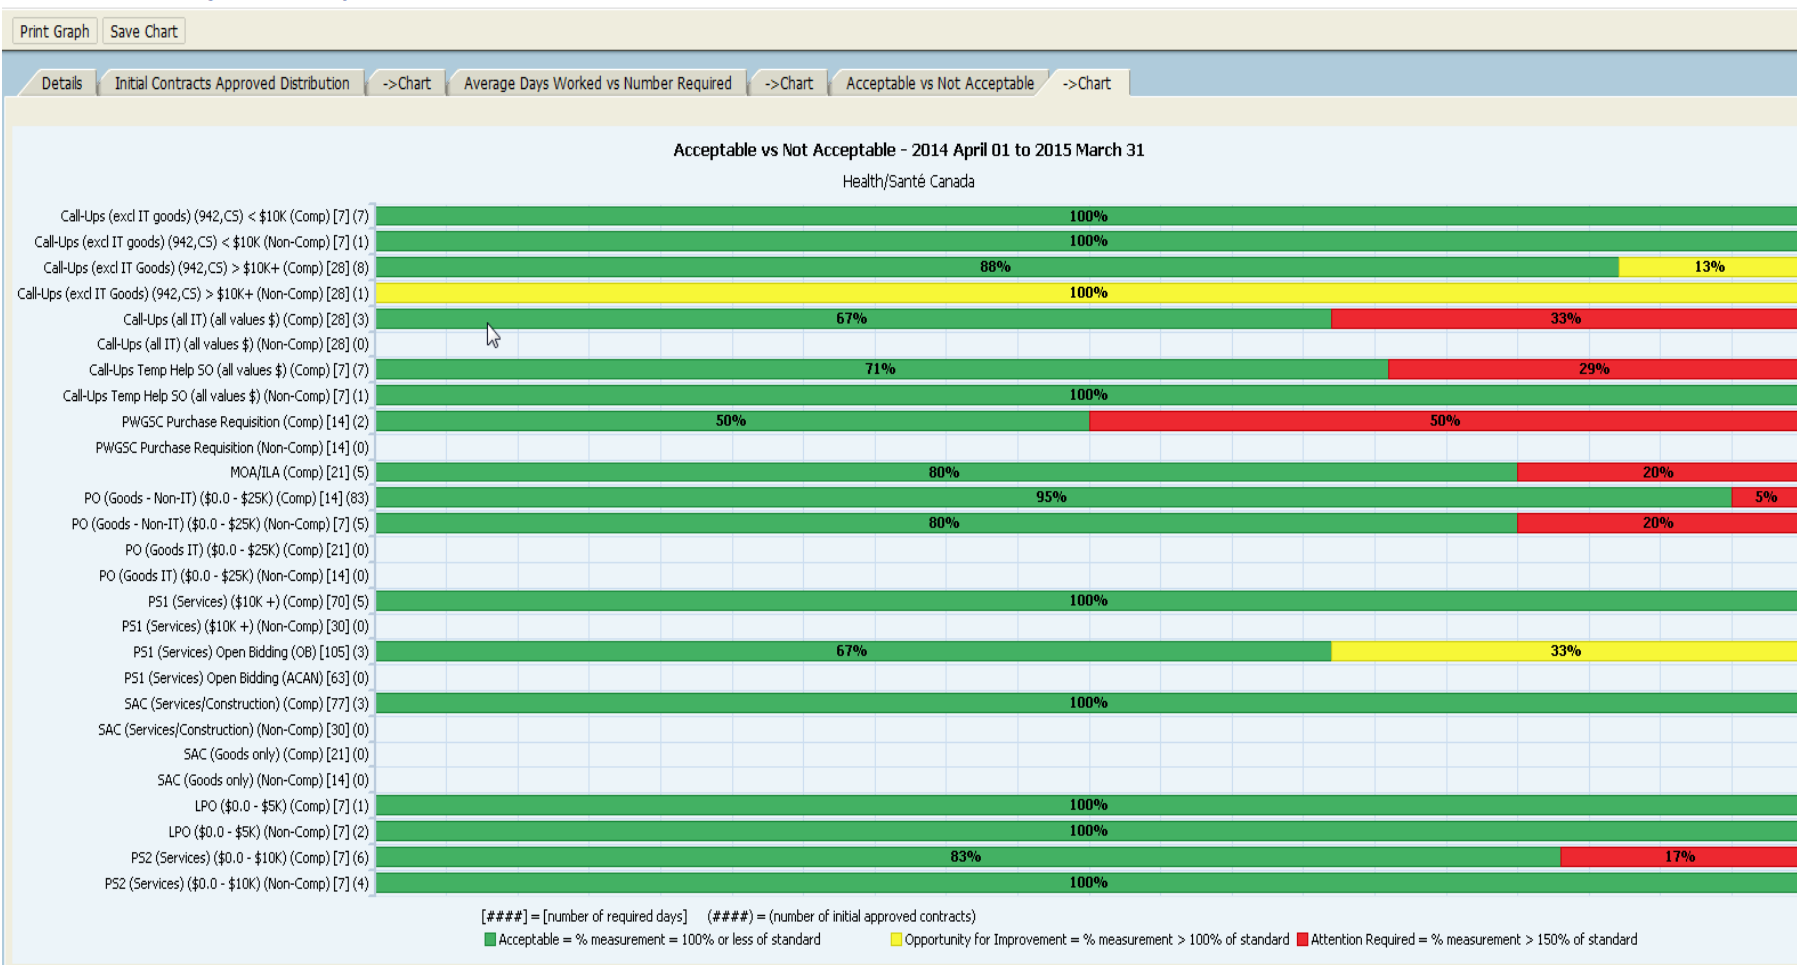 Print Graph Save Chart
Details Initial Contracts Approved Distribution ->Chart Average Days Worked vs Number Required ->Chart Acceptable vs Not Acceptable ->Chart
Acceptable vs Not Acceptable - 2014 April 01 to 2015 March 31
Health/Santé Canada
Call-Ups (excl IT goods) (942,CS) < $10K (Comp) [7] (7) 100%
Call-Ups (excl IT goods) (942,CS) < $10K (Non-Comp) [7] (1) 100%
Call-Ups (excl IT Goods) (942,CS) > $10K+ (Comp) [28] (8) 88% 13%
Call-Ups (excl IT Goods) (942,CS) > $10K+ (Non-Comp) [28] (1) 100%
Call-Ups (all IT) (all values $) (Comp) [28] (3) 67% 33%
Call-Ups (all IT) (all values $) (Non-Comp) [28] (0)
Call-Ups Temp Help SO (all values $) (Comp) [7] (7) 71% 29%
Call-Ups Temp Help SO (all values $) (Non-Comp) [7] (1) 100%
PWGSC Purchase Requisition (Comp) [14] (2) 50% 50%
PWGSC Purchase Requisition (Non-Comp) [14] (0)
MOA/ILA (Comp) [21] (5) 80% 20%
PO (Goods - Non-IT) ($0.0 - $25K) (Comp) [14] (83) 95% 5%
PO (Goods - Non-IT) ($0.0 - $25K) (Non-Comp) [7] (5) 80% 20%
PO (Goods IT) ($0.0 - $25K) (Comp) [21] (0)
PO (Goods IT) ($0.0 - $25K) (Non-Comp) [14] (0)
PS1 (Services) ($10K +) (Comp) [70] (5) 100%
PS1 (Services) ($10K +) (Non-Comp) [30] (0)
PS1 (Services) Open Bidding (OB) [105] (3) 67% 33%
PS1 (Services) Open Bidding (ACAN) [63] (0)
SAC (Services/Construction) (Comp) [77] (3) 100%
SAC (Services/Construction) (Non-Comp) [30] (0)
SAC (Goods only) (Comp) [21] (0)
SAC (Goods only) (Non-Comp) [14] (0)
LPO ($0.0 - $5K) (Comp) [7] (1) 100%
LPO ($0.0 - $5K) (Non-Comp) [7] (2) 100%
PS2 (Services) ($0.0 - $10K) (Comp) [7] (6) 83% 17%
PS2 (Services) ($0.0 - $10K) (Non-Comp) [7] (4) 100%
[####] = [number of required days] (####) = (number of initial approved contracts)
Acceptable = % measurement = 100% or less of standard Opportunity for Improvement = % measurement > 100% of standard Attention Required = % measurement > 150% of standard